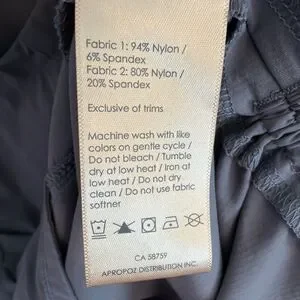 Fabric 1: 94% Nylon /
6% Spandex
Fabric 2: 80% Nylon /
20% Spandex
Exclusive of trims
Machine wash with like
colors on gentle cycle /
Do not bleach / Tumble
dry at low heat / Iron at
low heat / Do not dry
clean / Do not use fabric
softner
CA 58759
APROPOZ DISTRIBUTION INC.